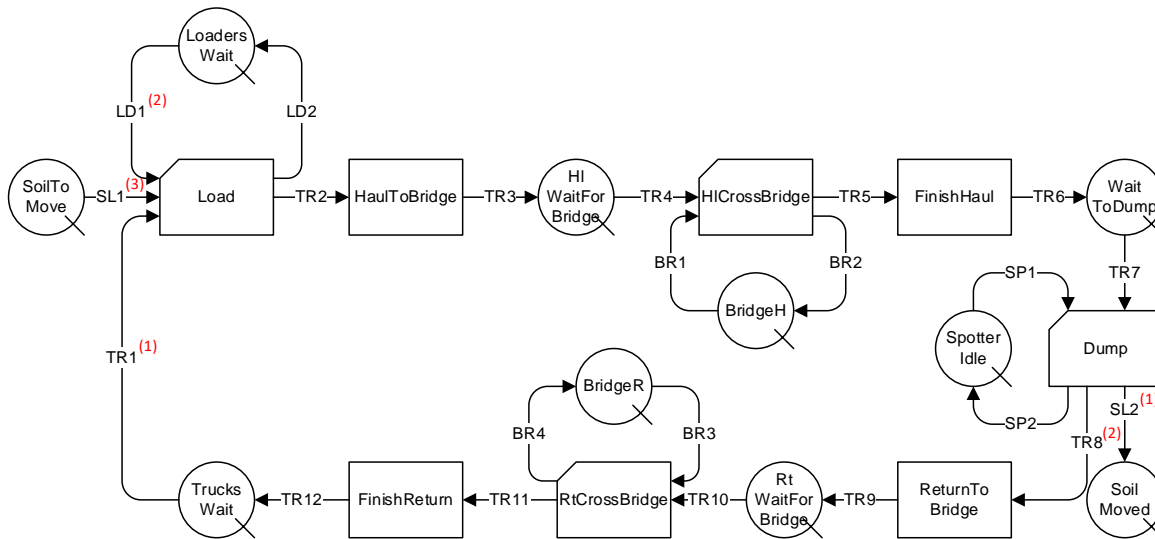 Loaders
Wait
LD1(2)
LD2
SoilTo
Move
SL1(3)
Load
TR2
HaulToBridge
TR3
Hl
WaitFor
Bridge
TR4
HlCrossBridge
TR5
FinishHaul
TR6
Wait
ToDump
BR1
BR2
BridgeH
TR7
SP1
Spotter
Idle
Dump
SP2
SL2(1)
TR8(2)
TR1(1)
BridgeR
BR4
BR3
Trucks
Wait
TR12
FinishReturn
TR11
RtCrossBridge
TR10
Rt
WaitFor
Bridge
TR9
ReturnTo
Bridge
Soil
Moved